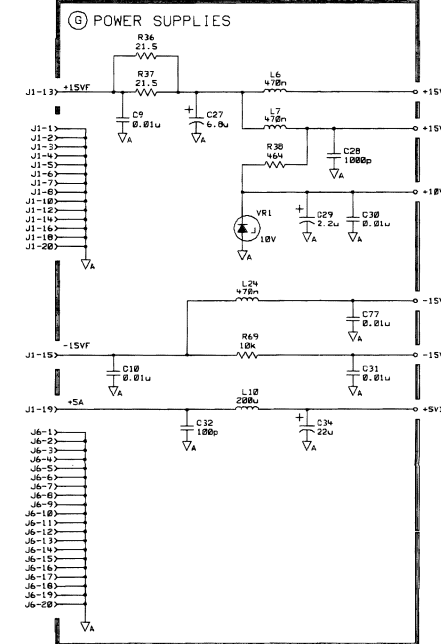 G POWER SUPPLIES
R36
21.5
R37
21.5
J1-13
+15VF
L6
470n
+15V
C9
0.01u
A
+
C27
6.8u
A
L7
470n
+15V
J1-1
J1-2
J1-3
J1-4
J1-5
J1-6
J1-7
J1-8
J1-10
J1-12
J1-14
J1-16
J1-18
J1-20
A
R38
464
C28
1000p
A
+10V
VR1
J
10V
A
+
C29
2.2u
A
C30
0.01u
A
L24
470n
-15V
C77
0.01u
A
-15VF
J1-15
R69
10k
-15V
C10
0.01u
A
C31
0.01u
A
+5A
J1-19
L10
200u
+5V
C32
100p
A
+
C34
22u
A
J6-1
J6-2
J6-3
J6-4
J6-5
J6-6
J6-7
J6-8
J6-9
J6-10
J6-11
J6-12
J6-13
J6-14
J6-15
J6-16
J6-17
J6-18
J6-19
J6-20
A